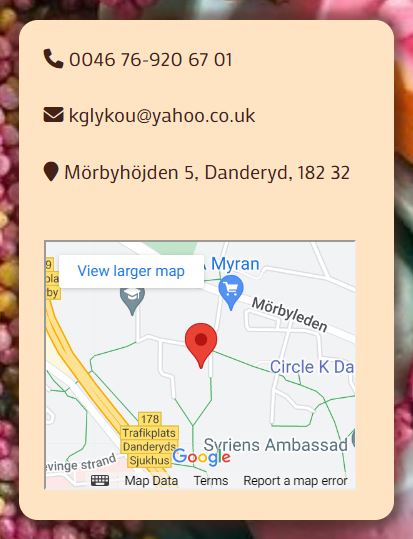 0046 76-920 67 01
kglykou@yahoo.co.uk
Mörbyhöjden 5, Danderyd, 182 32
View larger map
Myran
Mörbyleden
Circle K Da
178
Trafikplats
Danderyds
Sjukhus
Syriens Ambassad
evinge strand
Google
Map Data
Terms
Report a map error